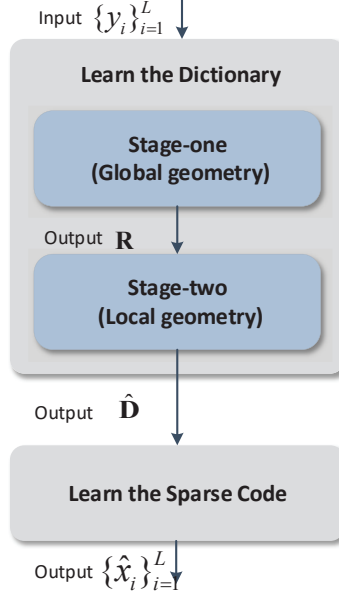 Input {y_i}_{i=1}^L
Learn the Dictionary
Stage-one
(Global geometry)
Output R
Stage-two
(Local geometry)
Output D̂
Learn the Sparse Code
Output {x̂_i}_{i=1}^L